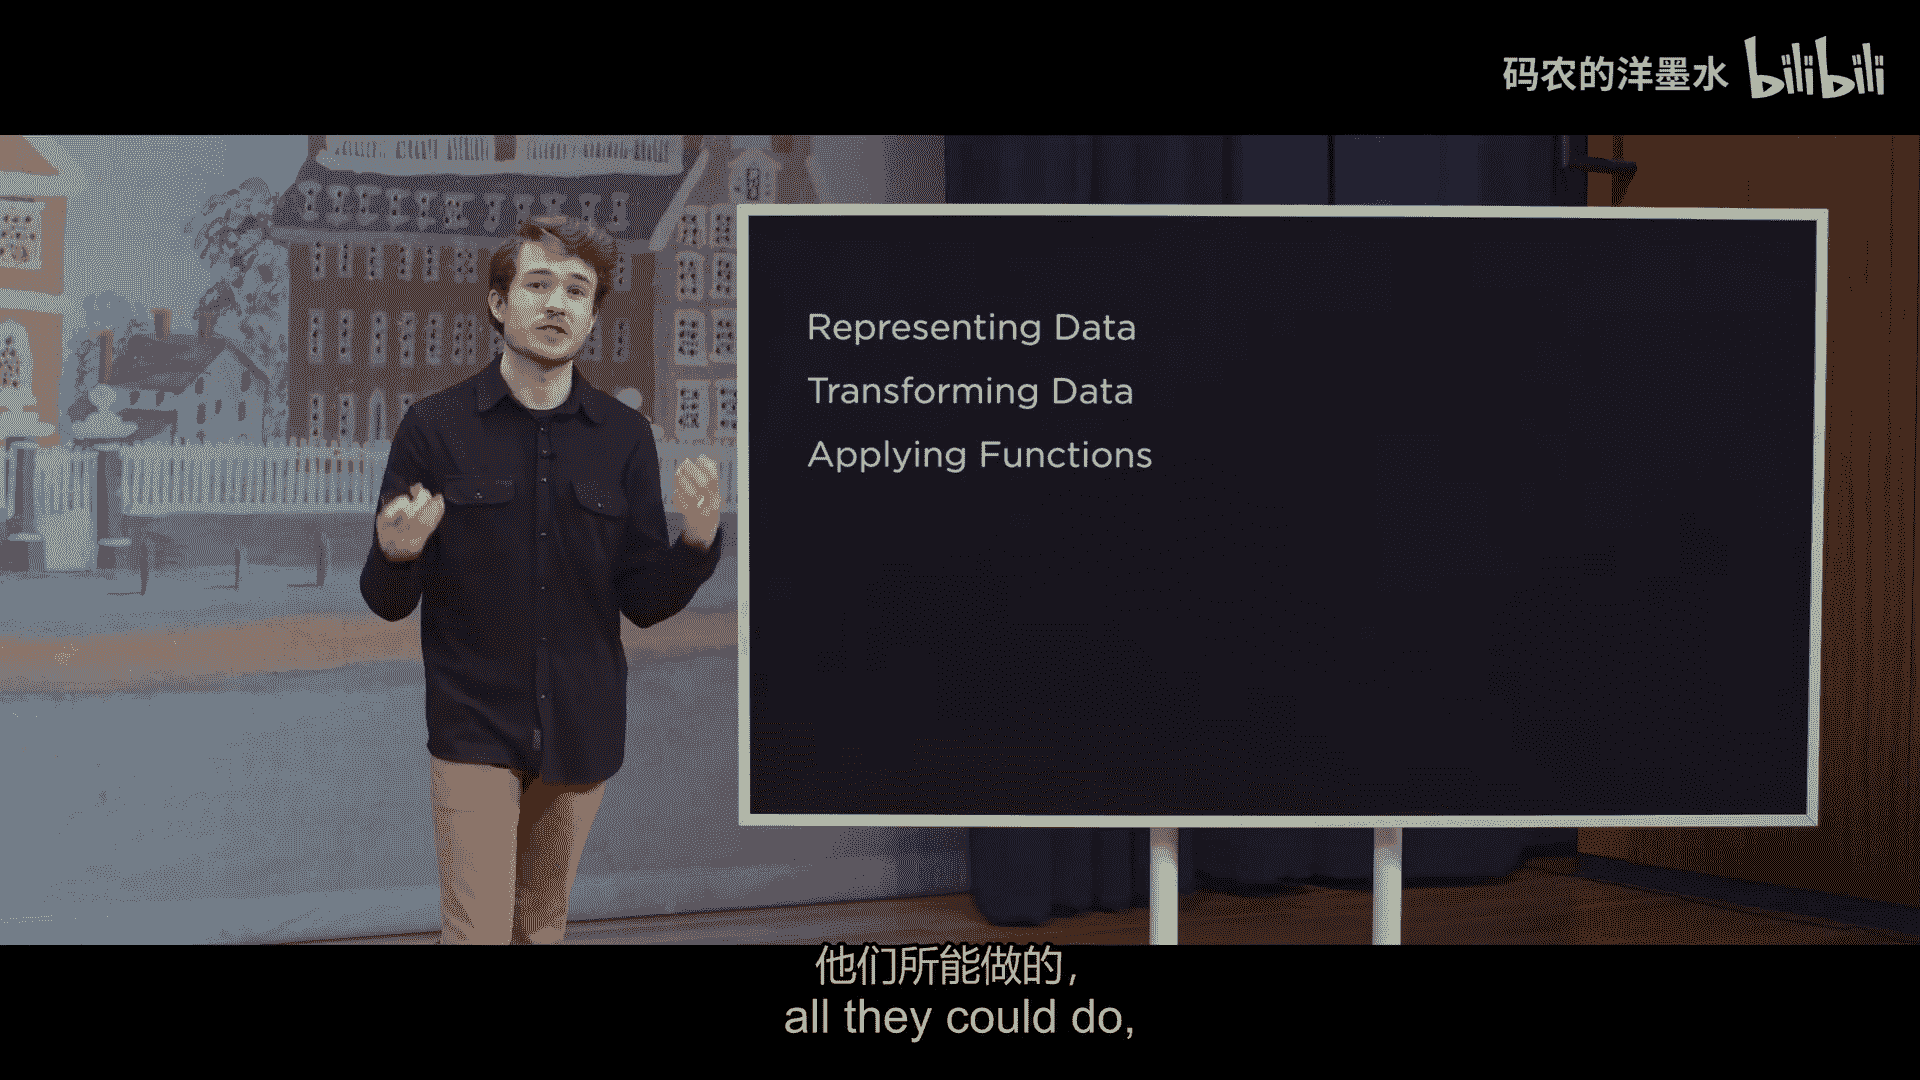 码农的洋墨水 bilibili
Representing Data
Transforming Data
Applying Functions
他们所能做的，
all they could do,